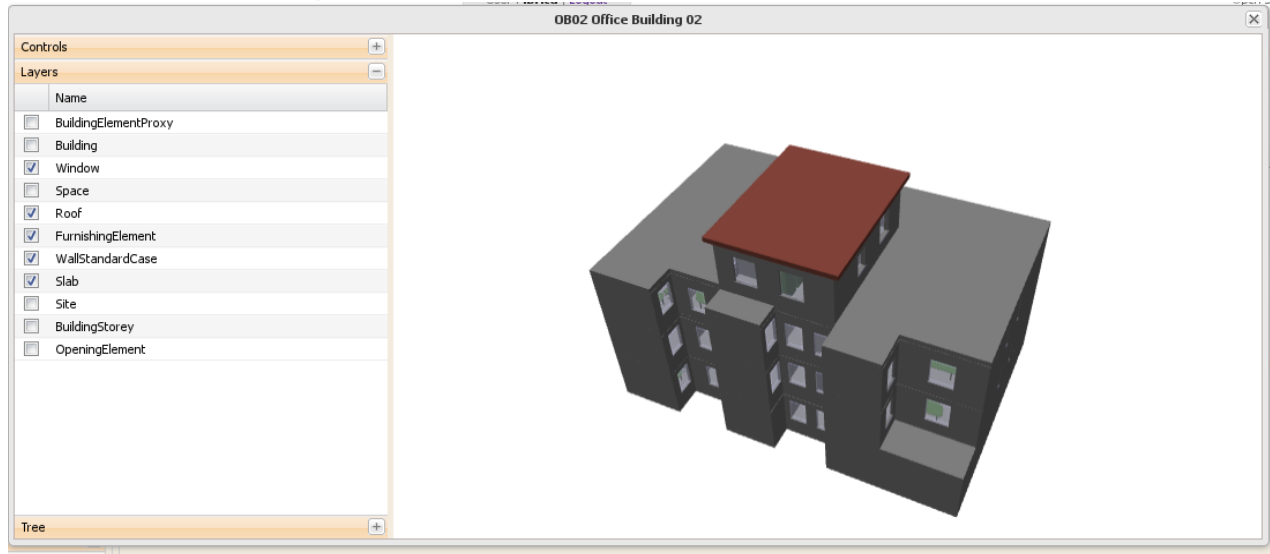 OB02 Office Building 02
Controls
Layers
Name
BuildingElementProxy
Building
Window
Space
Roof
FurnishingElement
WallStandardCase
Slab
Site
BuildingStorey
OpeningElement
Tree